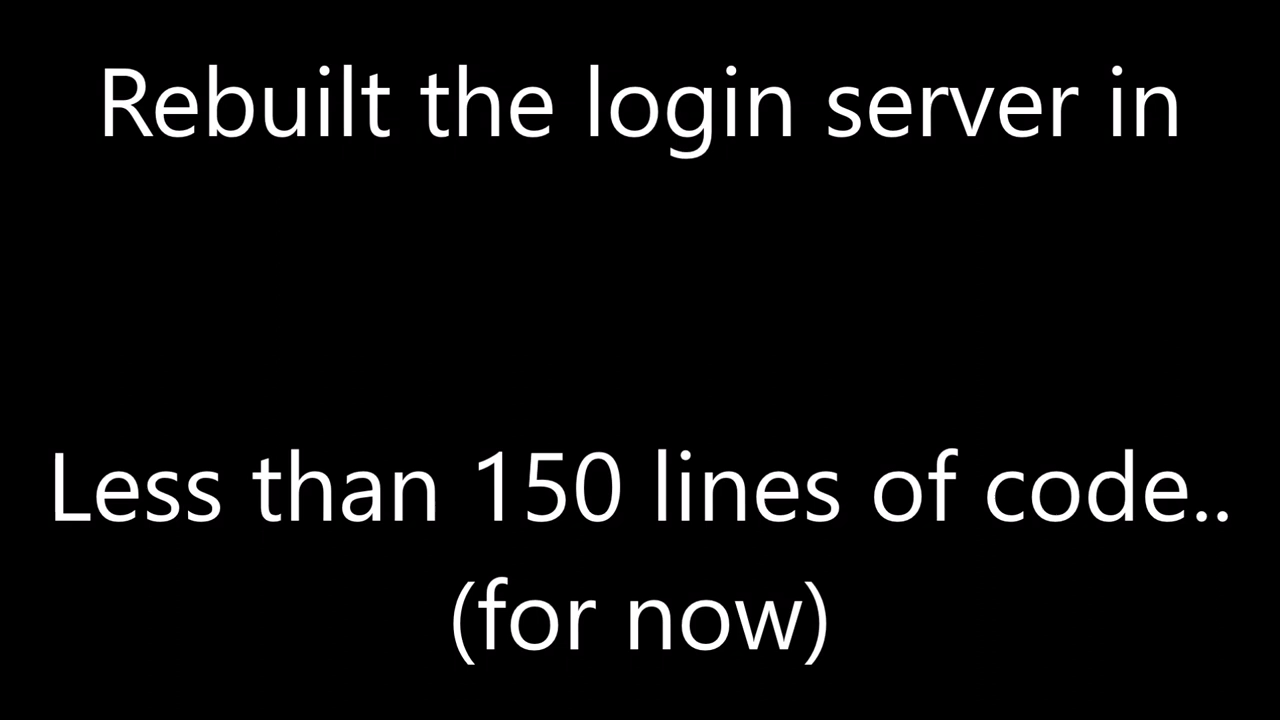 Rebuilt the login server in
Less than 150 lines of code..
(for now)